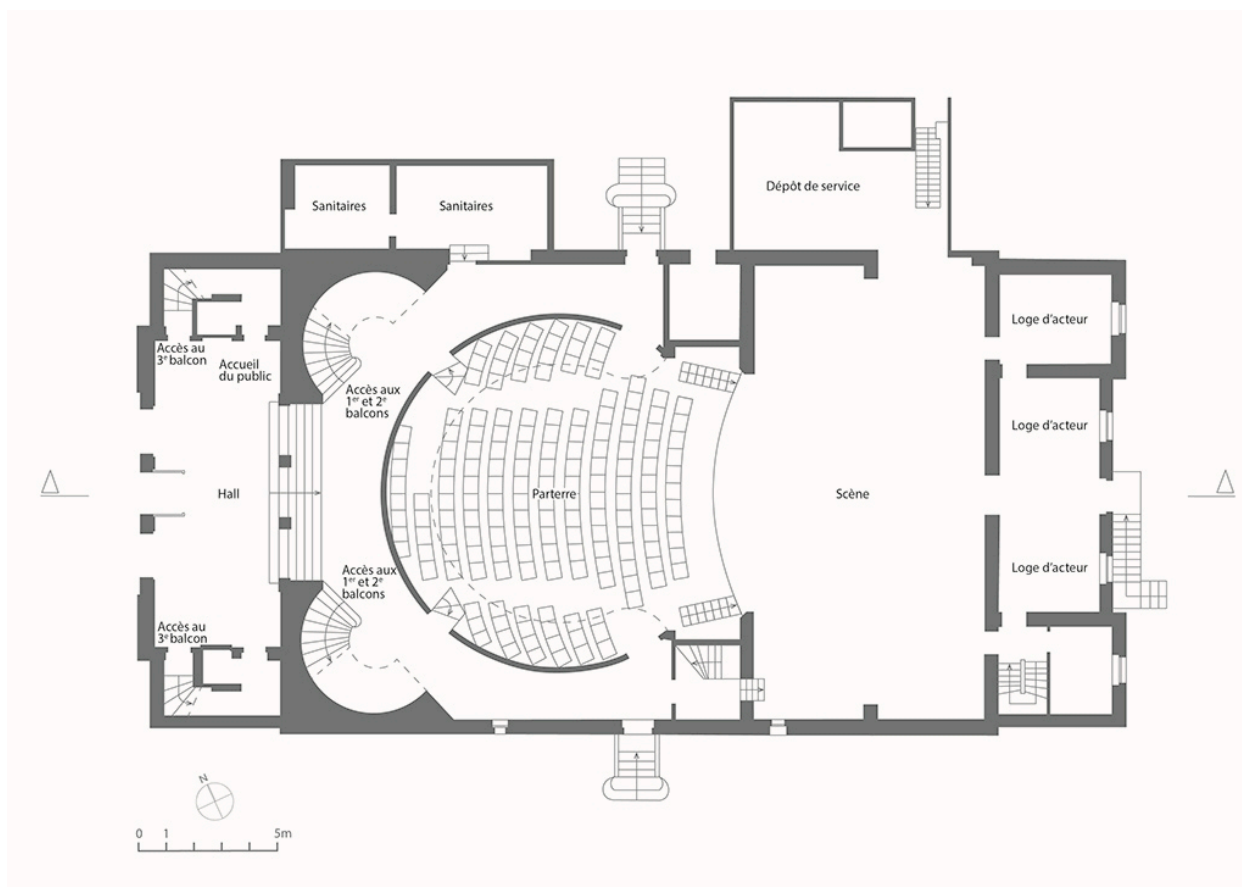 Dépôt de service
Sanitaires
Sanitaires
Loge d'acteur
Accès au
3e balcon
Accueil
du public
Accès aux
1er et 2e
balcons
Loge d'acteur
Hall
Parterre
Scène
Accès aux
1er et 2e
balcons
Loge d'acteur
Accès au
3e balcon
N
0 1 5m